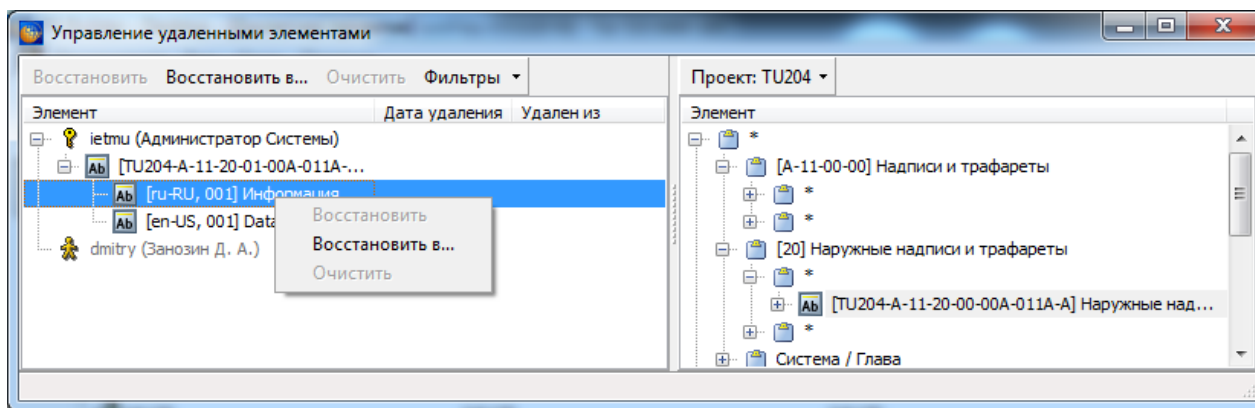 Управление удаленными элементами
Восстановить Восстановить в... Очистить Фильтры
Элемент Дата удаления Удален из
ietmu (Администратор Системы)
[TU204-A-11-20-01-00A-011A-...
[ru-RU, 001] Информация
[en-US, 001] Data
dmitry (Занозин Д. А.)
Восстановить
Восстановить в...
Очистить
Проект: TU204
Элемент
*
[A-11-00-00] Надписи и трафареты
*
*
[20] Наружные надписи и трафареты
*
[TU204-A-11-20-00-00A-011A-A] Наружные над...
*
Система / Глава